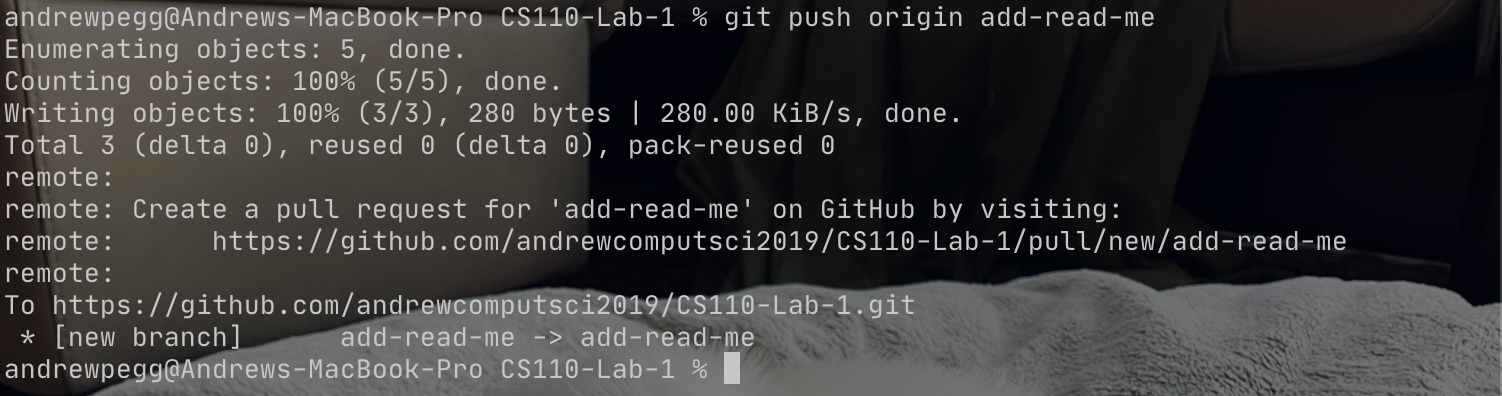 andrewpegg@Andrews-MacBook-Pro CS110-Lab-1 % git push origin add-read-me
Enumerating objects: 5, done.
Counting objects: 100% (5/5), done.
Writing objects: 100% (3/3), 280 bytes | 280.00 KiB/s, done.
Total 3 (delta 0), reused 0 (delta 0), pack-reused 0
remote:
remote: Create a pull request for 'add-read-me' on GitHub by visiting:
remote:      https://github.com/andrewcomputsci2019/CS110-Lab-1/pull/new/add-read-me
remote:
To https://github.com/andrewcomputsci2019/CS110-Lab-1.git
 * [new branch]      add-read-me -> add-read-me
andrewpegg@Andrews-MacBook-Pro CS110-Lab-1 %